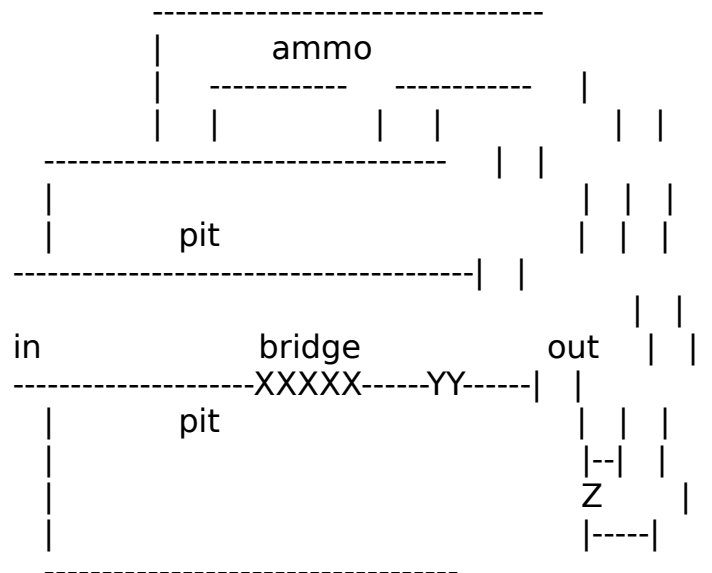 ----------------------------------
| ammo
| ------------ ------------ |
| | | | | |
----------------------------------- | |
| | | |
| pit | | |
----------------------------------------| |
| |
in bridge out | |
---------------------XXXXX------YY------| |
| pit | | |
| |--| |
| Z |
| |-----|
------------------------------------